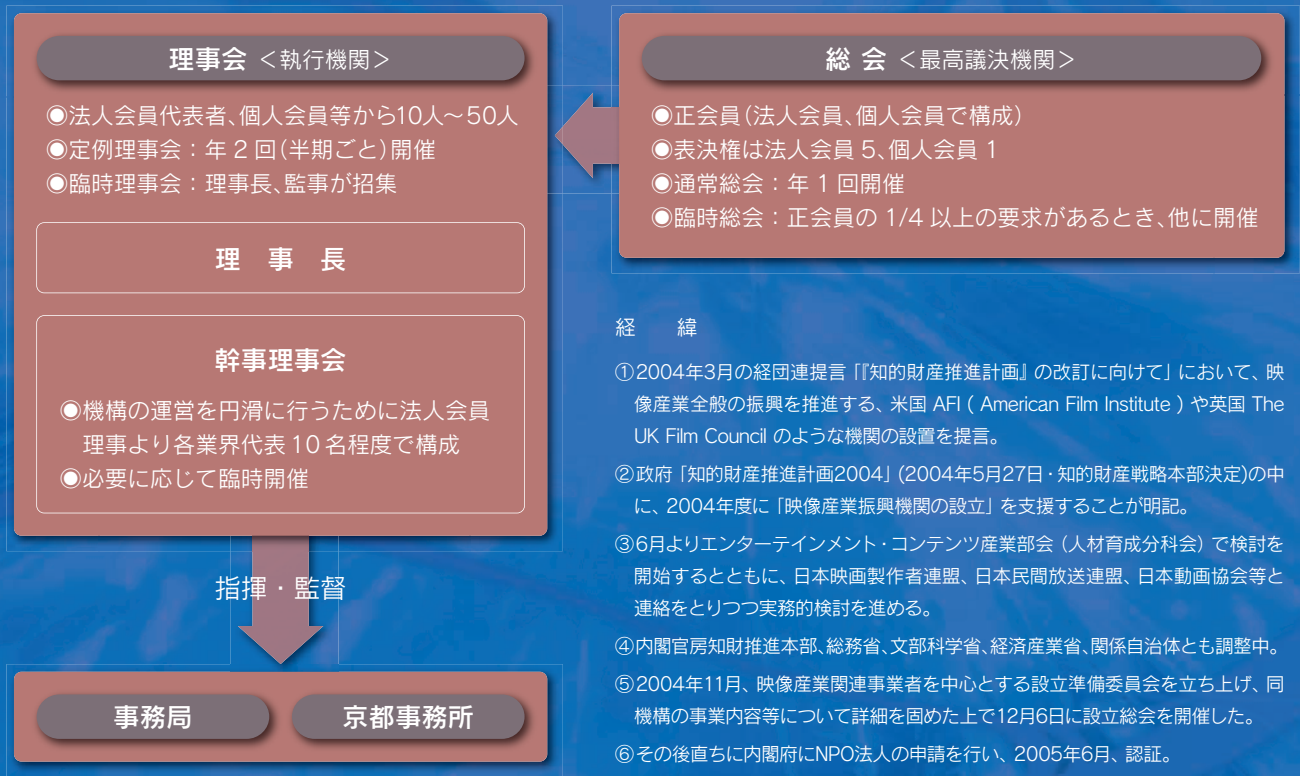 理事会 ＜執行機関＞
◉法人会員代表者、個人会員等から10人～50人
◉定例理事会：年 2 回(半期ごと)開催
◉臨時理事会：理事長、監事が招集
理　事　長
幹事理事会
◉機構の運営を円滑に行うために法人会員
理事より各業界代表 10 名程度で構成
◉必要に応じて臨時開催
指揮・監督
事務局
京都事務所
総 会 ＜最高議決機関＞
◉正会員(法人会員、個人会員で構成)
◉表決権は法人会員 5、個人会員 1
◉通常総会：年 1 回開催
◉臨時総会：正会員の 1/4 以上の要求があるとき、他に開催
経　緯
①2004年3月の経団連提言「『知的財産推進計画』の改訂に向けて」において、映
像産業全般の振興を推進する、米国 AFI ( American Film Institute ) や英国 The
UK Film Council のような機関の設置を提言。
②政府「知的財産推進計画2004」(2004年5月27日・知的財産戦略本部決定)の中
に、2004年度に「映像産業振興機関の設立」を支援することが明記。
③6月よりエンターテインメント・コンテンツ産業部会（人材育成分科会）で検討を
開始するとともに、日本映画製作者連盟、日本民間放送連盟、日本動画協会等と
連絡をとりつつ実務的検討を進める。
④内閣官房知財推進本部、総務省、文部科学省、経済産業省、関係自治体とも調整中。
⑤2004年11月、映像産業関連事業者を中心とする設立準備委員会を立ち上げ、同
機構の事業内容等について詳細を固めた上で12月6日に設立総会を開催した。
⑥その後直ちに内閣府にNPO法人の申請を行い、2005年6月、認証。